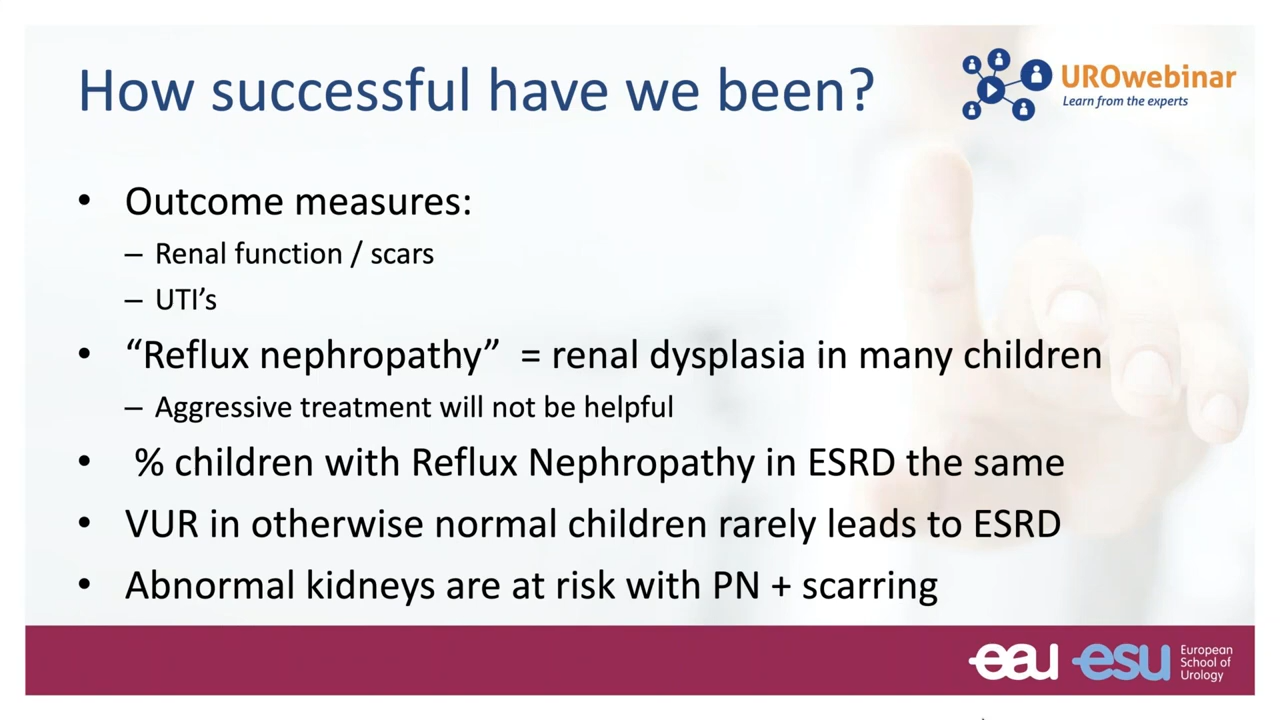 How successful have we been?
UROwebinar
Learn from the experts
• Outcome measures:
– Renal function / scars
– UTI’s
• “Reflux nephropathy” = renal dysplasia in many children
– Aggressive treatment will not be helpful
• % children with Reflux Nephropathy in ESRD the same
• VUR in otherwise normal children rarely leads to ESRD
• Abnormal kidneys are at risk with PN + scarring
eau esu European
School of
Urology